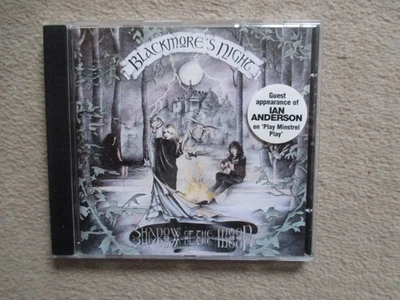 BLACKMORE'S NIGHT
Guest
appearance of
IAN
ANDERSON
on 'Play Minstrel
Play'
SHADOW OF THE MOON